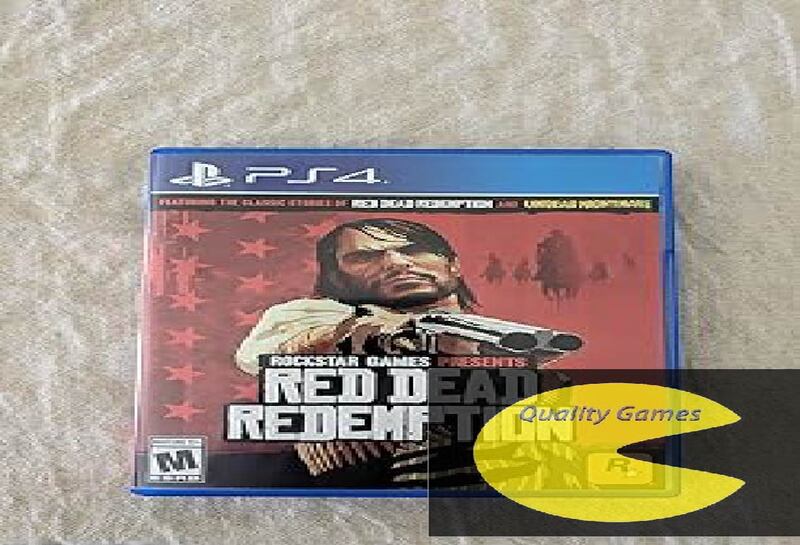 PS4
FEATURING THE CLASSIC STORIES OF RED DEAD REDEMPTION AND UNDEAD NIGHTMARE
ROCKSTAR GAMES PRESENTS
RED DEAD
REDEMPTION
Quality Games
M
R